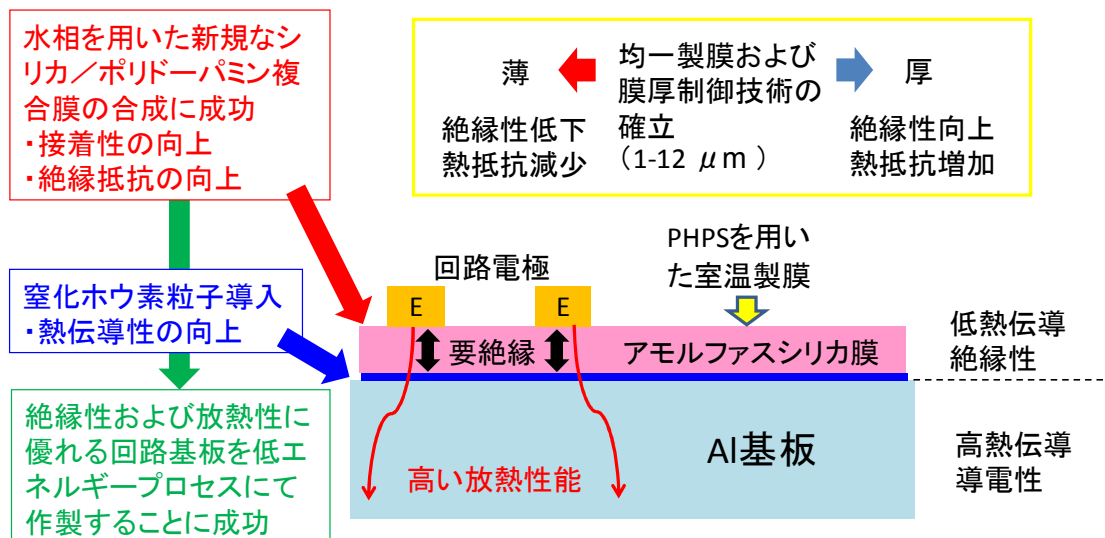 水相を用いた新規なシ
リカ／ポリドーパミン複
合膜の合成に成功
・接着性の向上
・絶縁抵抗の向上
窒化ホウ素粒子導入
・熱伝導性の向上
絶縁性および放熱性に
優れる回路基板を低エ
ネルギープロセスにて
作製することに成功
薄
絶縁性低下
熱抵抗減少
均一製膜および
膜厚制御技術の
確立
（1-12 μm）
厚
絶縁性向上
熱抵抗増加
回路電極
PHPSを用い
た室温製膜
E
E
要絶縁
アモルファスシリカ膜
低熱伝導
絶縁性
Al基板
高い放熱性能
高熱伝導
導電性